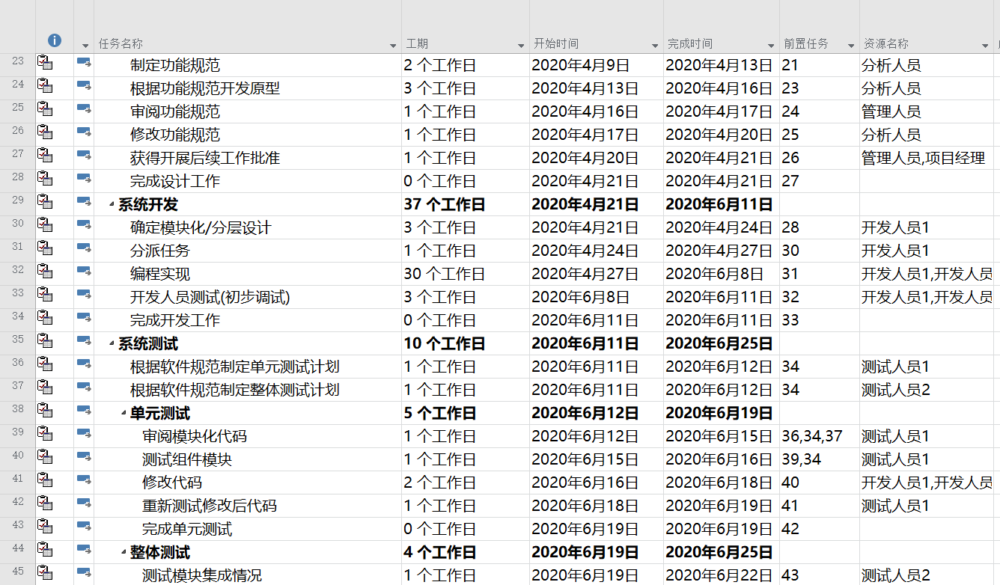 任务名称 工期 开始时间 完成时间 前置任务 资源名称
23 制定功能规范 2 个工作日 2020年4月9日 2020年4月13日 21 分析人员
24 根据功能规范开发原型 3 个工作日 2020年4月13日 2020年4月16日 23 分析人员
25 审阅功能规范 1 个工作日 2020年4月16日 2020年4月17日 24 管理人员
26 修改功能规范 1 个工作日 2020年4月17日 2020年4月20日 25 分析人员
27 获得开展后续工作批准 1 个工作日 2020年4月20日 2020年4月21日 26 管理人员,项目经理
28 完成设计工作 0 个工作日 2020年4月21日 2020年4月21日 27
29 系统开发 37 个工作日 2020年4月21日 2020年6月11日
30 确定模块化/分层设计 3 个工作日 2020年4月21日 2020年4月24日 28 开发人员1
31 分派任务 1 个工作日 2020年4月24日 2020年4月27日 30 开发人员1
32 编程实现 30 个工作日 2020年4月27日 2020年6月8日 31 开发人员1,开发人员
33 开发人员测试(初步调试) 3 个工作日 2020年6月8日 2020年6月11日 32 开发人员1,开发人员
34 完成开发工作 0 个工作日 2020年6月11日 2020年6月11日 33
35 系统测试 10 个工作日 2020年6月11日 2020年6月25日
36 根据软件规范制定单元测试计划 1 个工作日 2020年6月11日 2020年6月12日 34 测试人员1
37 根据软件规范制定整体测试计划 1 个工作日 2020年6月11日 2020年6月12日 34 测试人员2
38 单元测试 5 个工作日 2020年6月12日 2020年6月19日
39 审阅模块化代码 1 个工作日 2020年6月12日 2020年6月15日 36,34,37 测试人员1
40 测试组件模块 1 个工作日 2020年6月15日 2020年6月16日 39,34 测试人员1
41 修改代码 2 个工作日 2020年6月16日 2020年6月18日 40 开发人员1,开发人员
42 重新测试修改后代码 1 个工作日 2020年6月18日 2020年6月19日 41 测试人员1
43 完成单元测试 0 个工作日 2020年6月19日 2020年6月19日 42
44 整体测试 4 个工作日 2020年6月19日 2020年6月25日
45 测试模块集成情况 1 个工作日 2020年6月19日 2020年6月22日 43 测试人员2